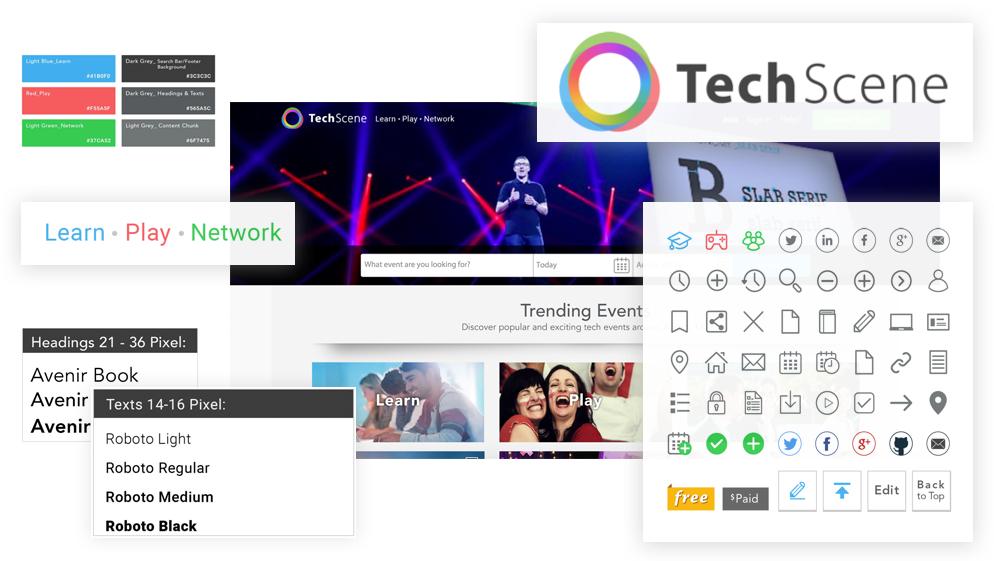 Light Blue_Learn
#41B0F0
Dark Grey_ Search Bar/Footer
Background
#3C3C3C
Red_Play
#F55A5F
Dark Grey_ Headings & Texts
#565A5C
Light Green_Network
#37CA52
Light Grey_ Content Chunk
#6F7475
TechScene
TechScene
Learn • Play • Network
B
SLAB SERIF
slab serif
Learn • Play • Network
What event are you looking for?
Today
Trending Events
Discover popular and exciting tech events
Learn
Play
Headings 21 - 36 Pixel:
Avenir Book
Avenir
Avenir
Texts 14-16 Pixel:
Roboto Light
Roboto Regular
Roboto Medium
Roboto Black
free
$Paid
Edit
Back
to Top